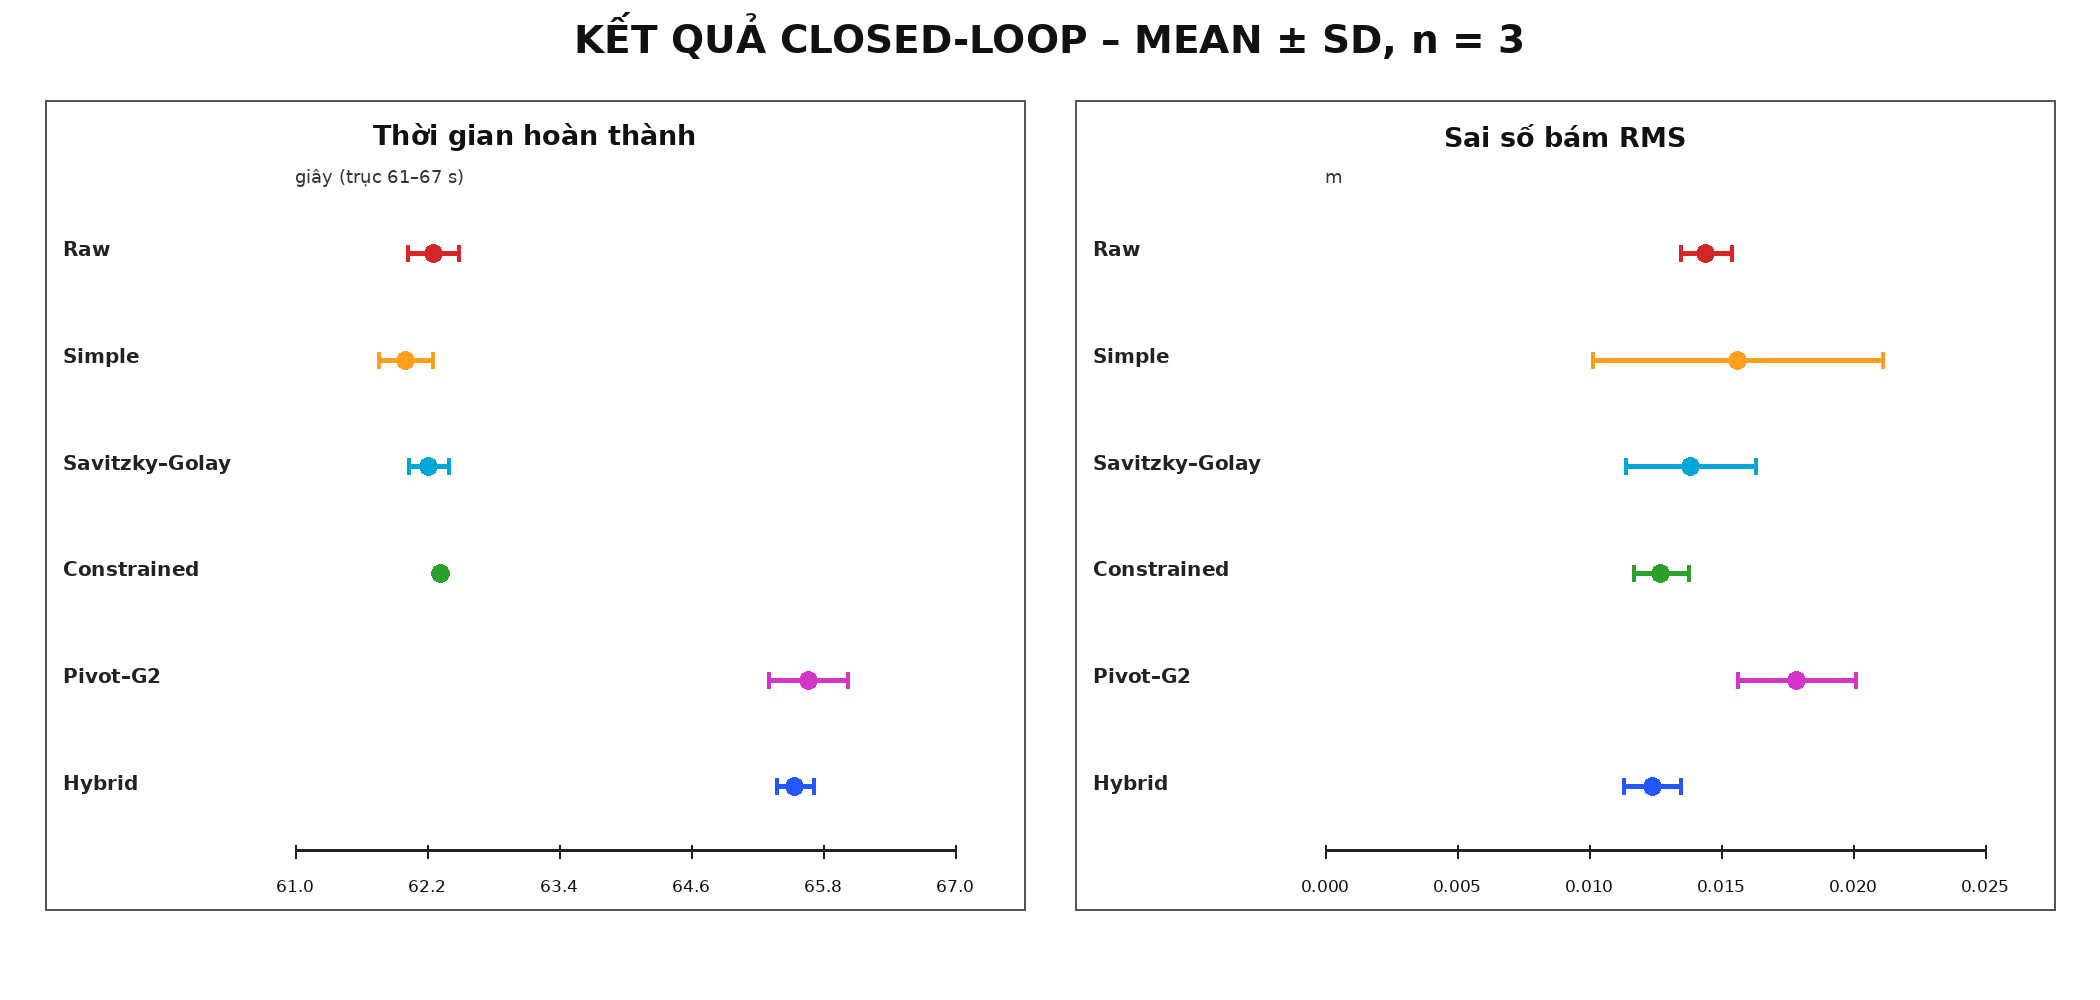 KẾT QUẢ CLOSED-LOOP – MEAN ± SD, n = 3
Thời gian hoàn thành
giây (trục 61–67 s)
Raw
Simple
Savitzky–Golay
Constrained
Pivot–G2
Hybrid
61.0 62.2 63.4 64.6 65.8 67.0
Sai số bám RMS
m
Raw
Simple
Savitzky–Golay
Constrained
Pivot–G2
Hybrid
0.000 0.005 0.010 0.015 0.020 0.025